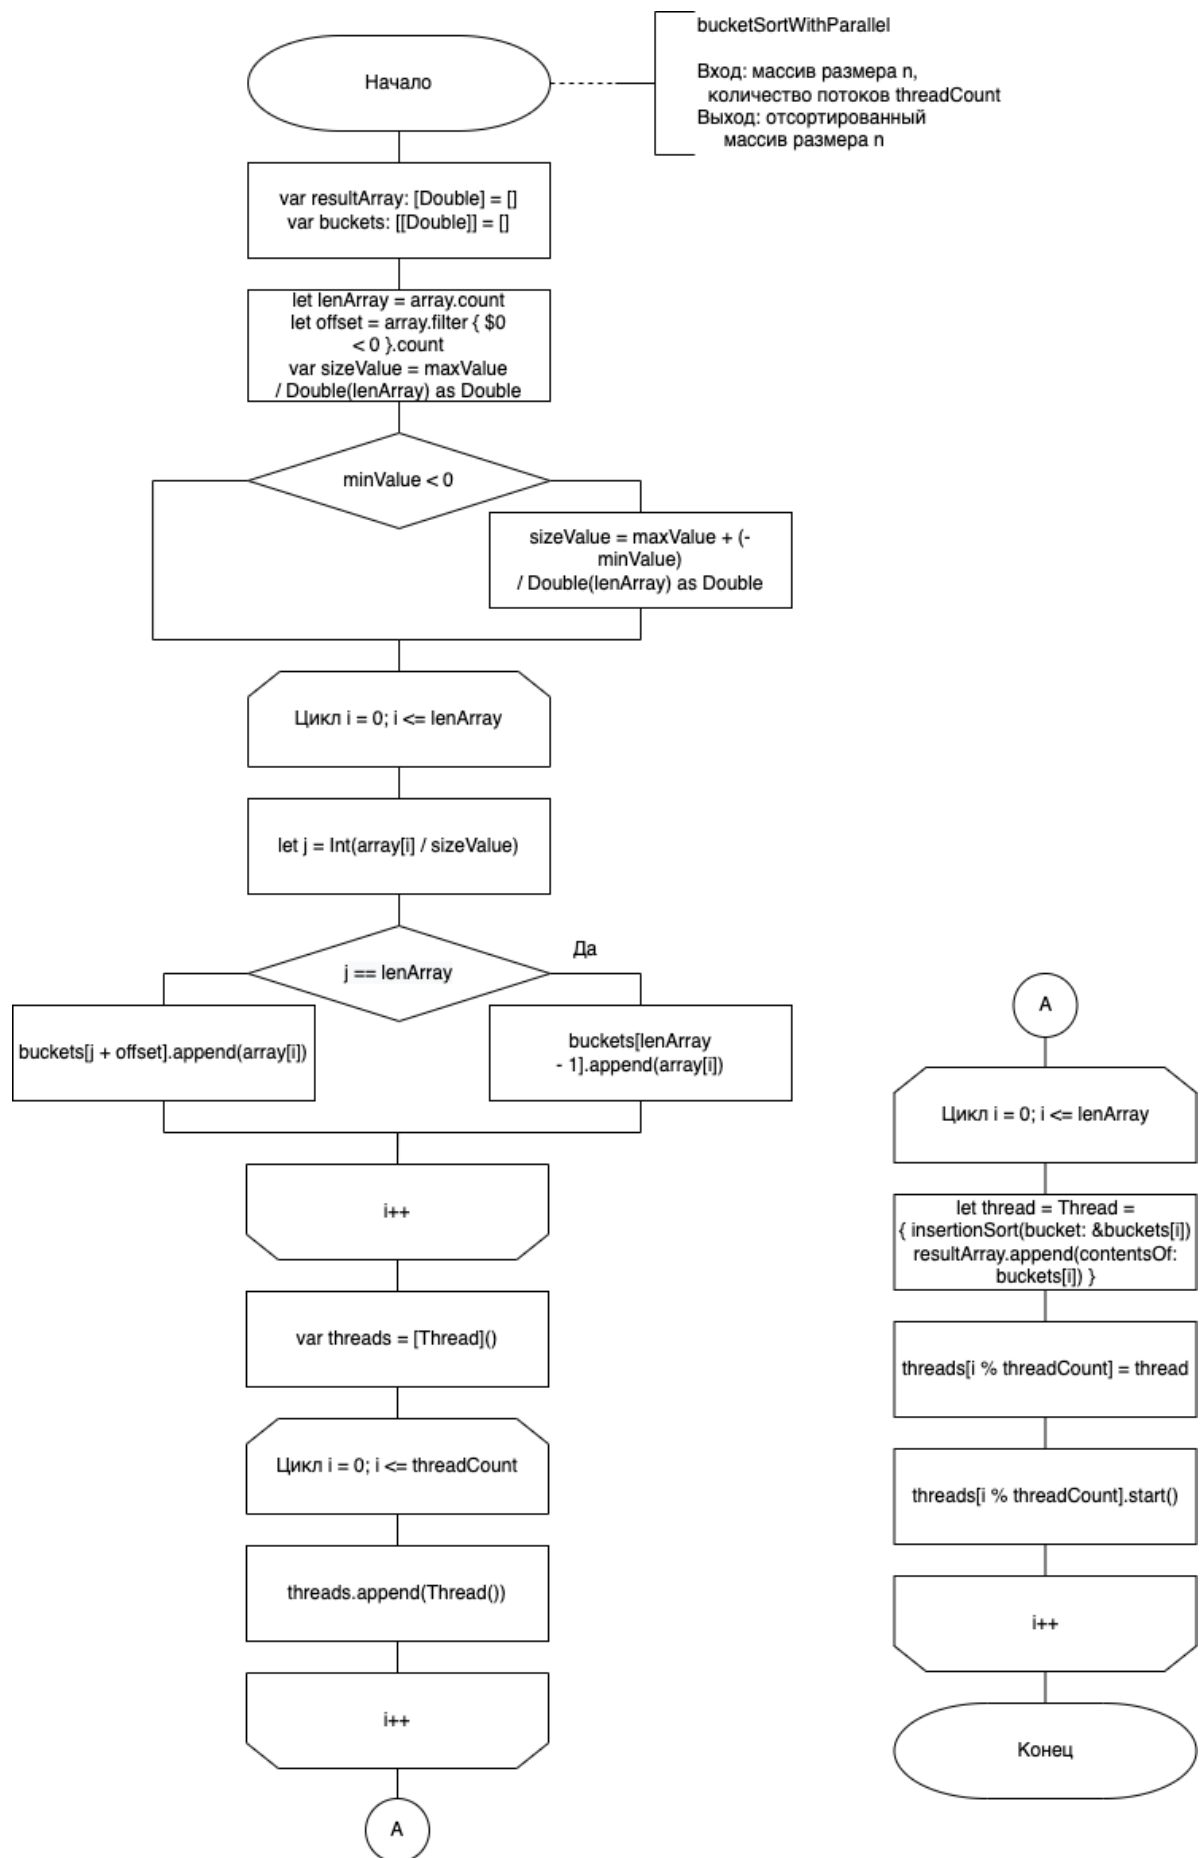 bucketSortWithParallel
Начало
Вход: массив размера n,
количество потоков threadCount
Выход: отсортированный
массив размера n
var resultArray: [Double] = []
var buckets: [[Double]] = []
let lenArray = array.count
let offset = array.filter { $0
< 0 }.count
var sizeValue = maxValue
/ Double(lenArray) as Double
minValue < 0
sizeValue = maxValue + (-
minValue)
/ Double(lenArray) as Double
Цикл i = 0; i <= lenArray
let j = Int(array[i] / sizeValue)
j == lenArray
Да
buckets[j + offset].append(array[i])
buckets[lenArray
- 1].append(array[i])
i++
var threads = [Thread]()
Цикл i = 0; i <= threadCount
threads.append(Thread())
i++
A
A
Цикл i = 0; i <= lenArray
let thread = Thread =
{ insertionSort(bucket: &buckets[i])
resultArray.append(contentsOf:
buckets[i]) }
threads[i % threadCount] = thread
threads[i % threadCount].start()
i++
Конец